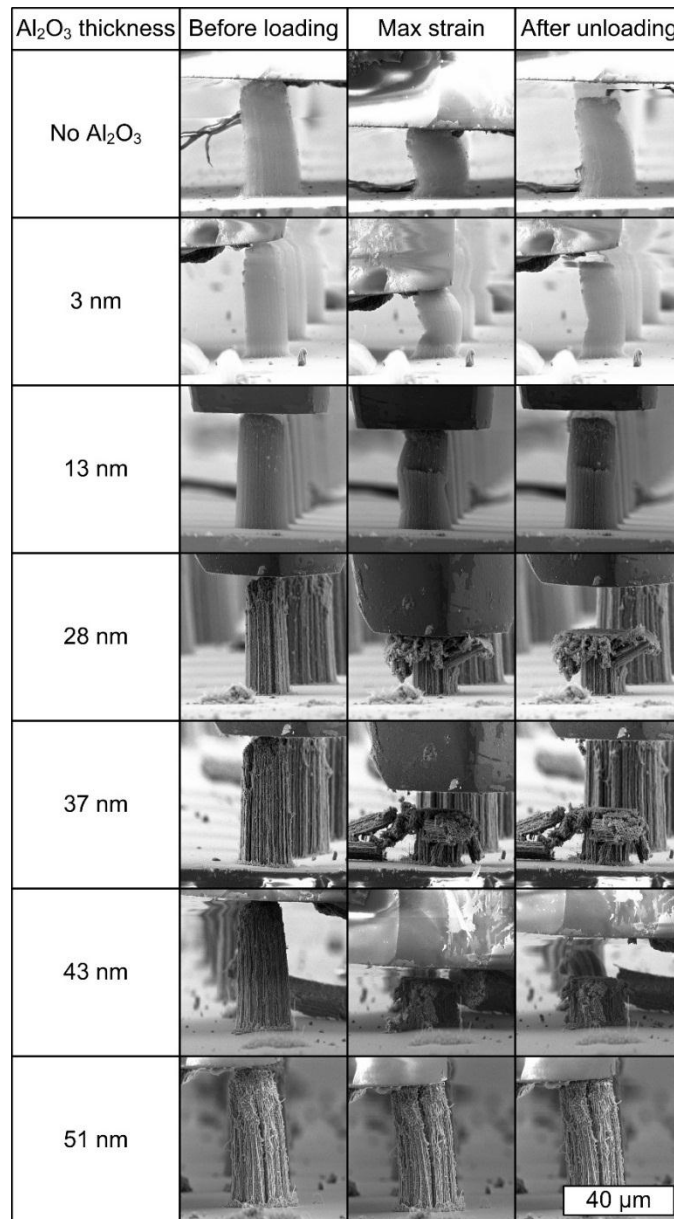 Al₂O₃ thickness Before loading Max strain After unloading
No Al₂O₃
3 nm
13 nm
28 nm
37 nm
43 nm
51 nm
40 µm